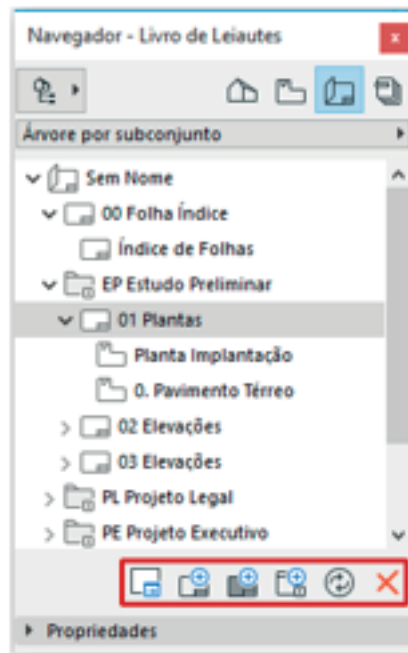 Navegador - Livro de Leiautes
Árvore por subconjunto
Sem Nome
00 Folha Índice
Índice de Folhas
EP Estudo Preliminar
01 Plantas
Planta Implantação
0. Pavimento Térreo
02 Elevações
03 Elevações
PL Projeto Legal
PE Projeto Executivo
Propriedades